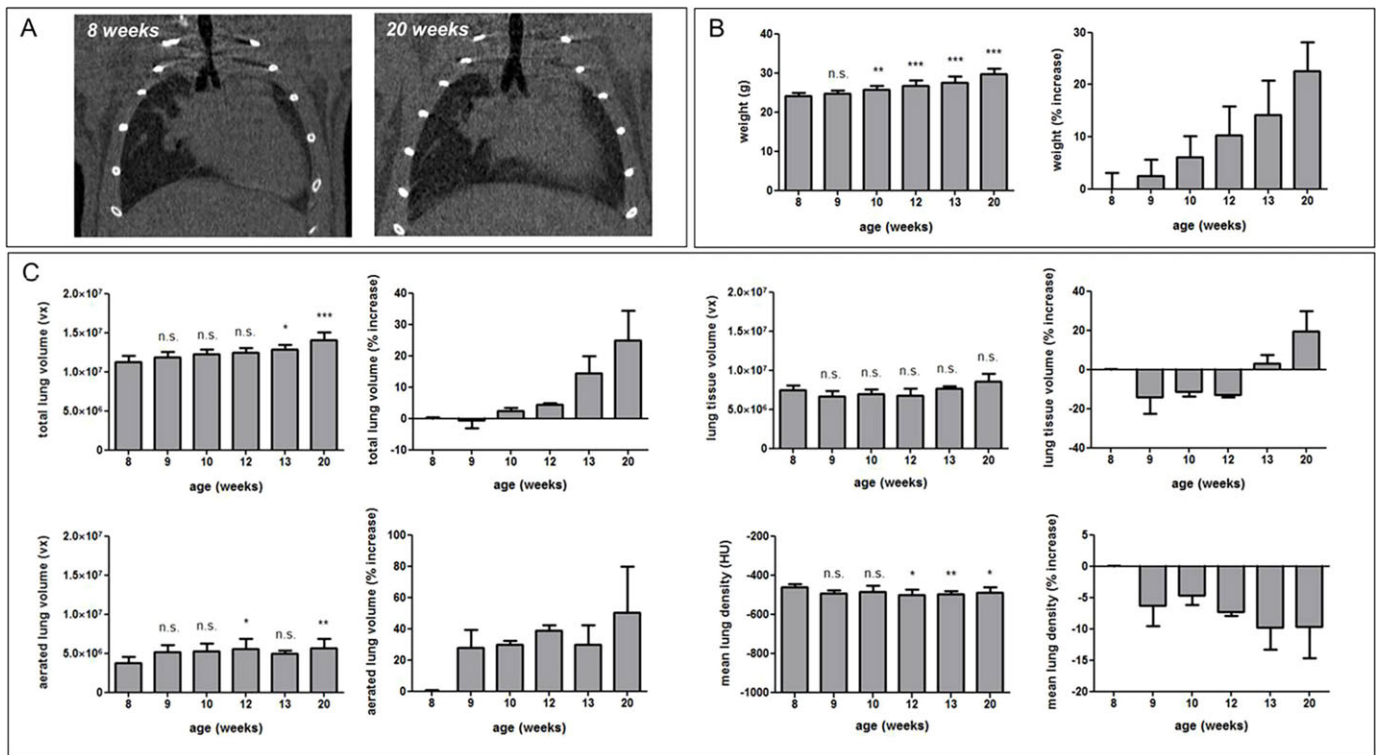 A
8 weeks
20 weeks
B
weight (g)
40
30
20
10
0
n.s. ** *** *** ***
8 9 10 12 13 20
age (weeks)
weight (% increase)
30
20
10
0
8 9 10 12 13 20
age (weeks)
C
total lung volume (vx)
2.0×10⁷
1.5×10⁷
1.0×10⁷
5.0×10⁶
0
n.s. n.s. n.s. * ***
8 9 10 12 13 20
age (weeks)
total lung volume (% increase)
40
30
20
10
0
-10
8 9 10 12 13 20
age (weeks)
lung tissue volume (vx)
2.0×10⁷
1.5×10⁷
1.0×10⁷
5.0×10⁶
0
n.s. n.s. n.s. n.s. n.s.
8 9 10 12 13 20
age (weeks)
lung tissue volume (% increase)
40
20
0
-20
-40
8 9 10 12 13 20
age (weeks)
aerated lung volume (vx)
2.0×10⁷
1.5×10⁷
1.0×10⁷
5.0×10⁶
0
n.s. n.s. * n.s. **
8 9 10 12 13 20
age (weeks)
aerated lung volume (% increase)
100
80
60
40
20
0
8 9 10 12 13 20
age (weeks)
mean lung density (HU)
-200
-400
-600
-800
-1000
n.s. n.s. * ** *
8 9 10 12 13 20
age (weeks)
mean lung density (% increase)
5
0
-5
-10
-15
-20
8 9 10 12 13 20
age (weeks)